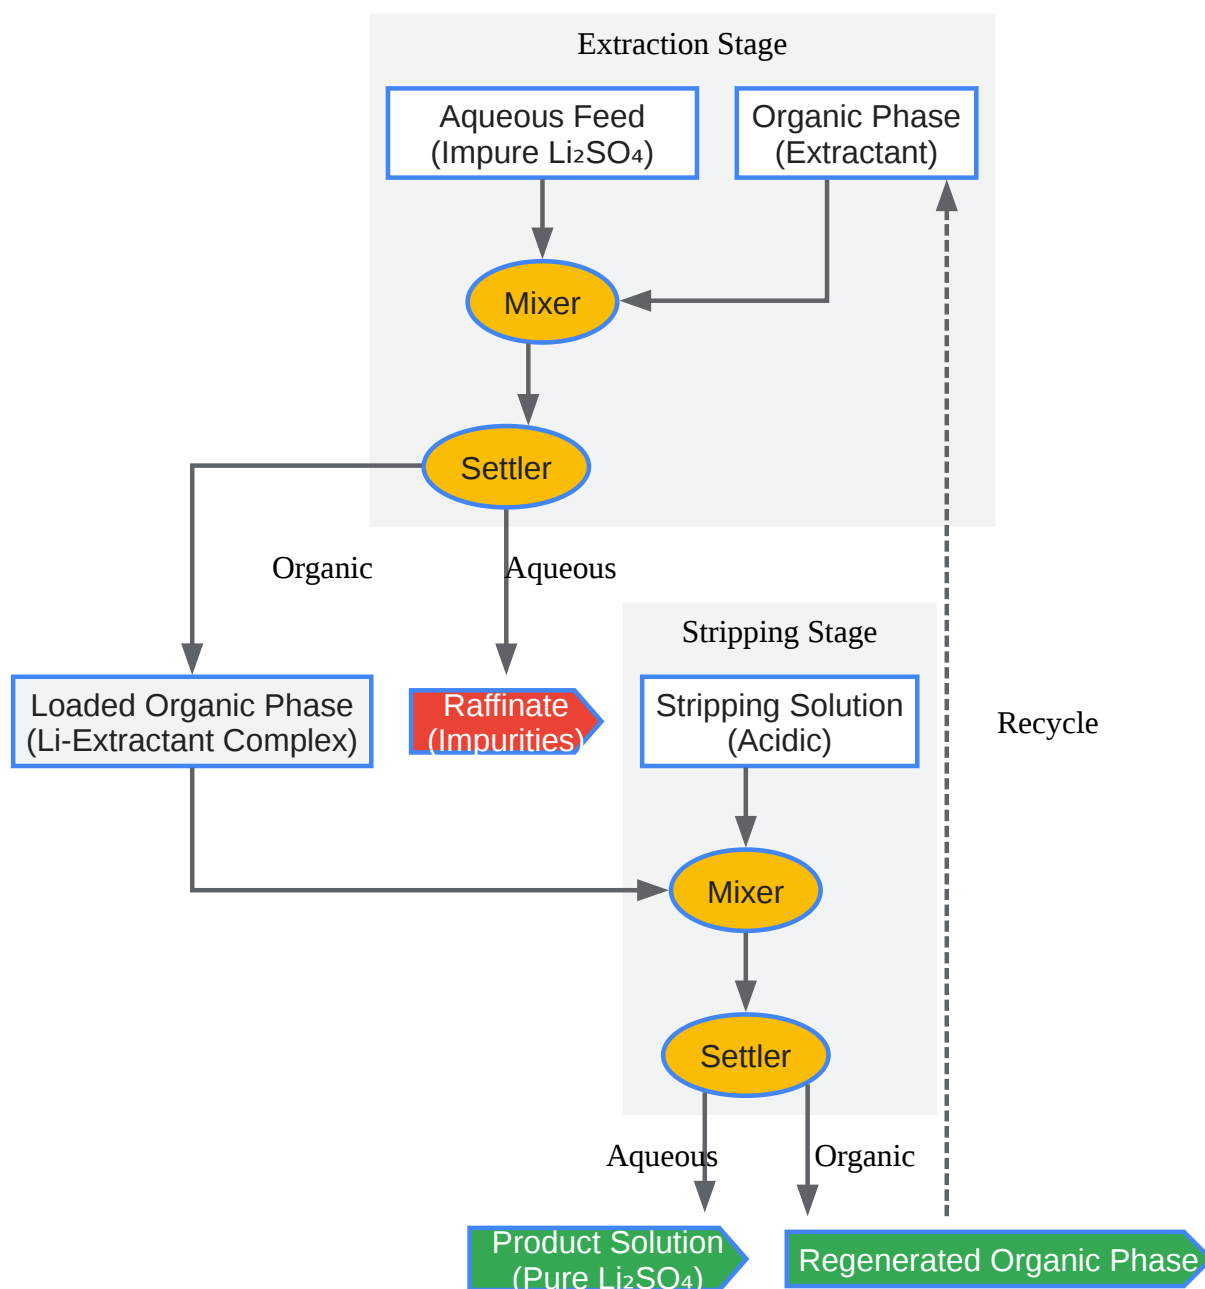 Extraction Stage
Aqueous Feed
(Impure Li₂SO₄)
Organic Phase
(Extractant)
Mixer
Settler
Organic
Aqueous
Stripping Stage
Loaded Organic Phase
(Li-Extractant Complex)
Raffinate
(Impurities)
Stripping Solution
(Acidic)
Recycle
Mixer
Settler
Aqueous
Organic
Product Solution
(Pure Li₂SO₄)
Regenerated Organic Phase